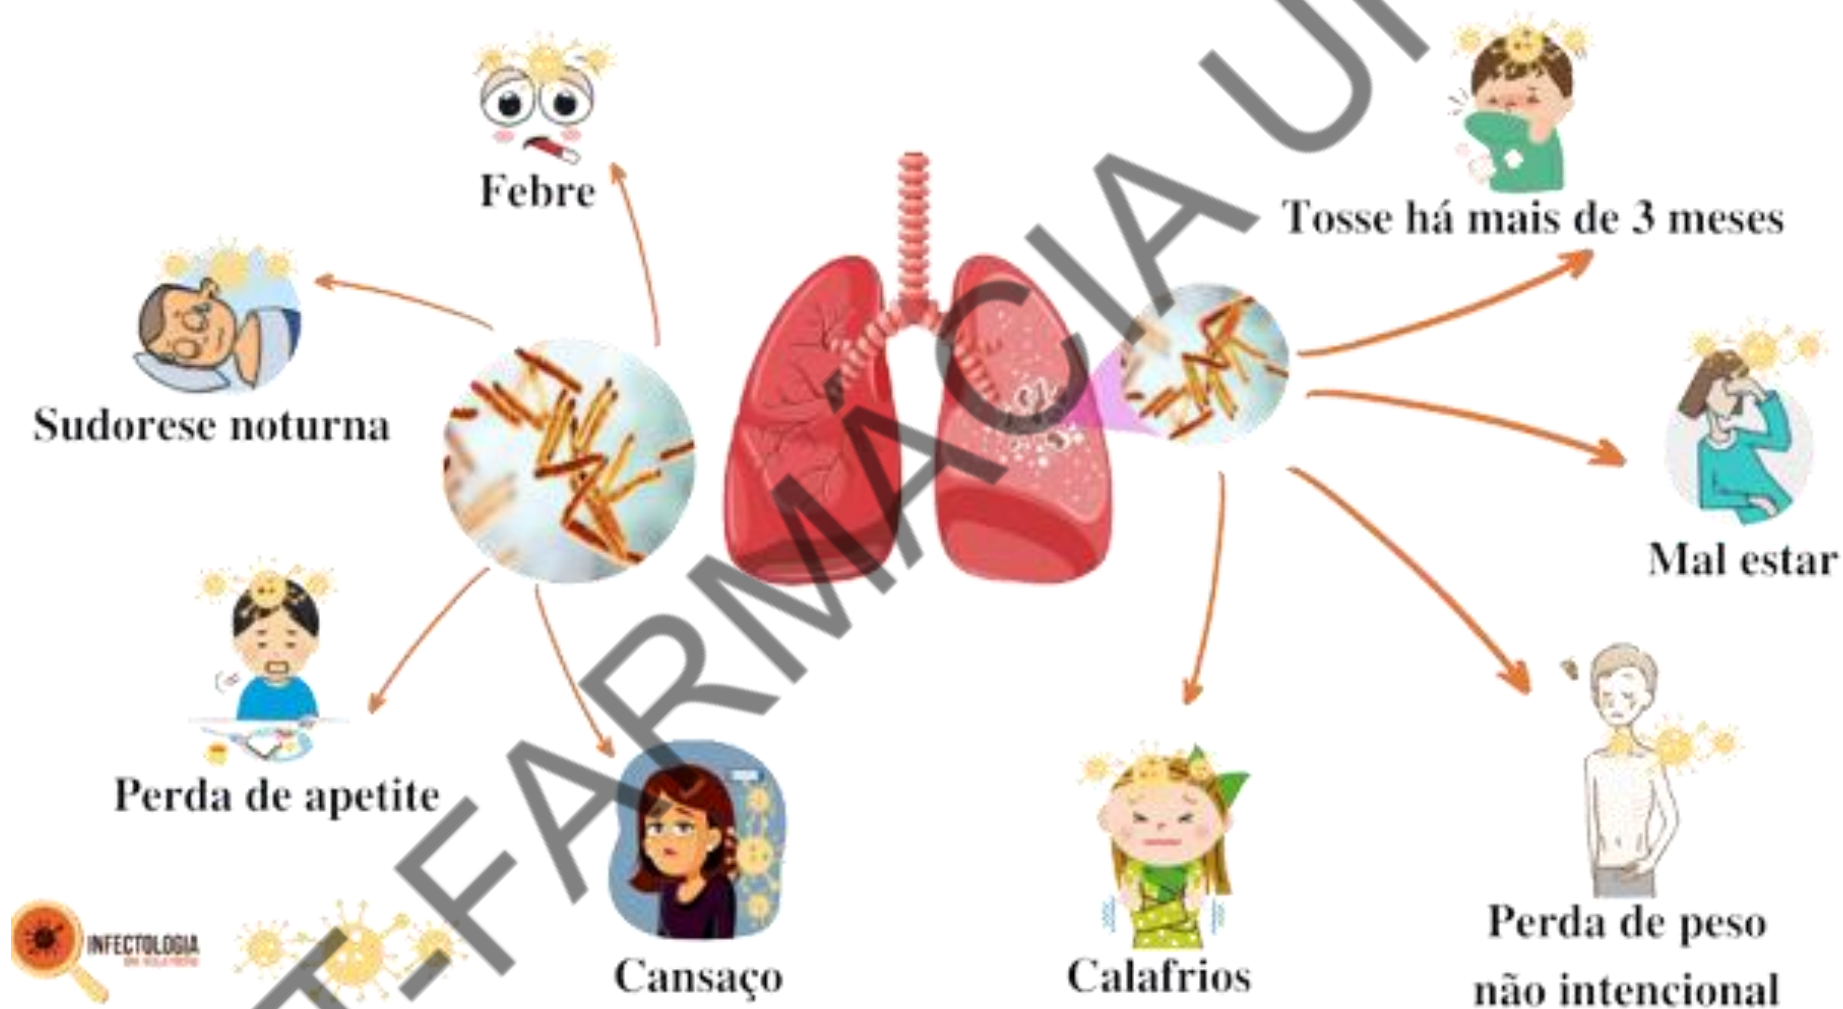 Febre
Tosse há mais de 3 meses
Sudorese noturna
Mal estar
Perda de apetite
Cansaço
Calafrios
Perda de peso
não intencional
INFECTOLOGIA
T-FARMÁCIA